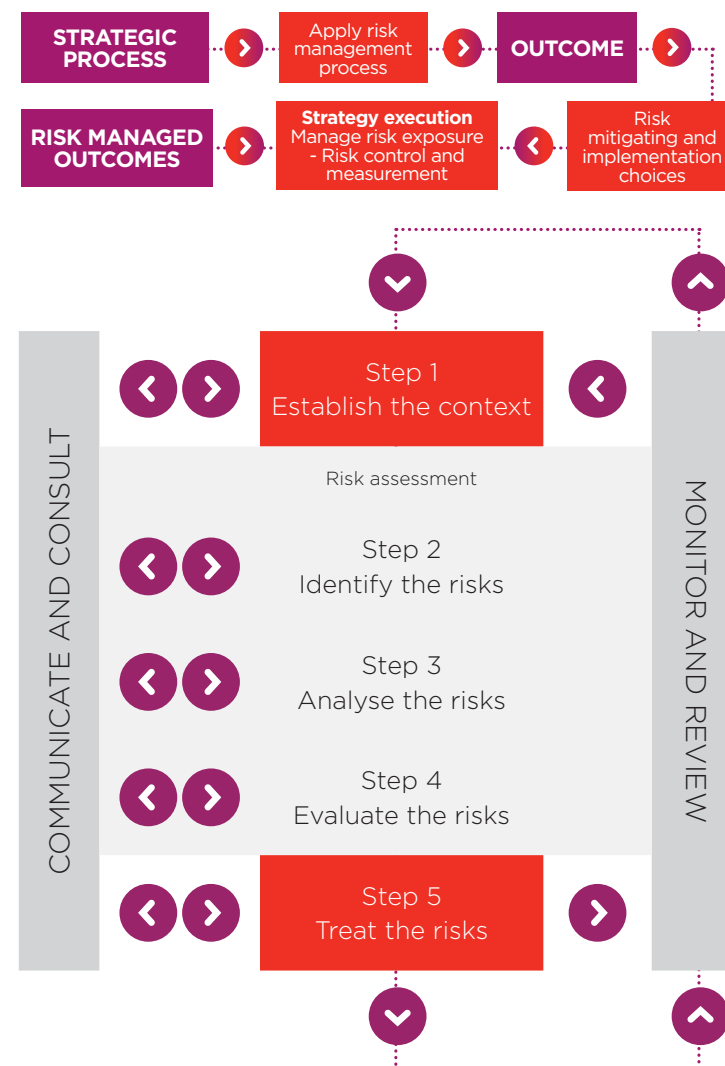 STRATEGIC
PROCESS
Apply risk
management
process
OUTCOME
RISK MANAGED
OUTCOMES
Strategy execution
Manage risk exposure
- Risk control and
measurement
Risk
mitigating and
implementation
choices
COMMUNICATE AND CONSULT
Step 1
Establish the context
Risk assessment
Step 2
Identify the risks
Step 3
Analyse the risks
Step 4
Evaluate the risks
Step 5
Treat the risks
MONITOR AND REVIEW